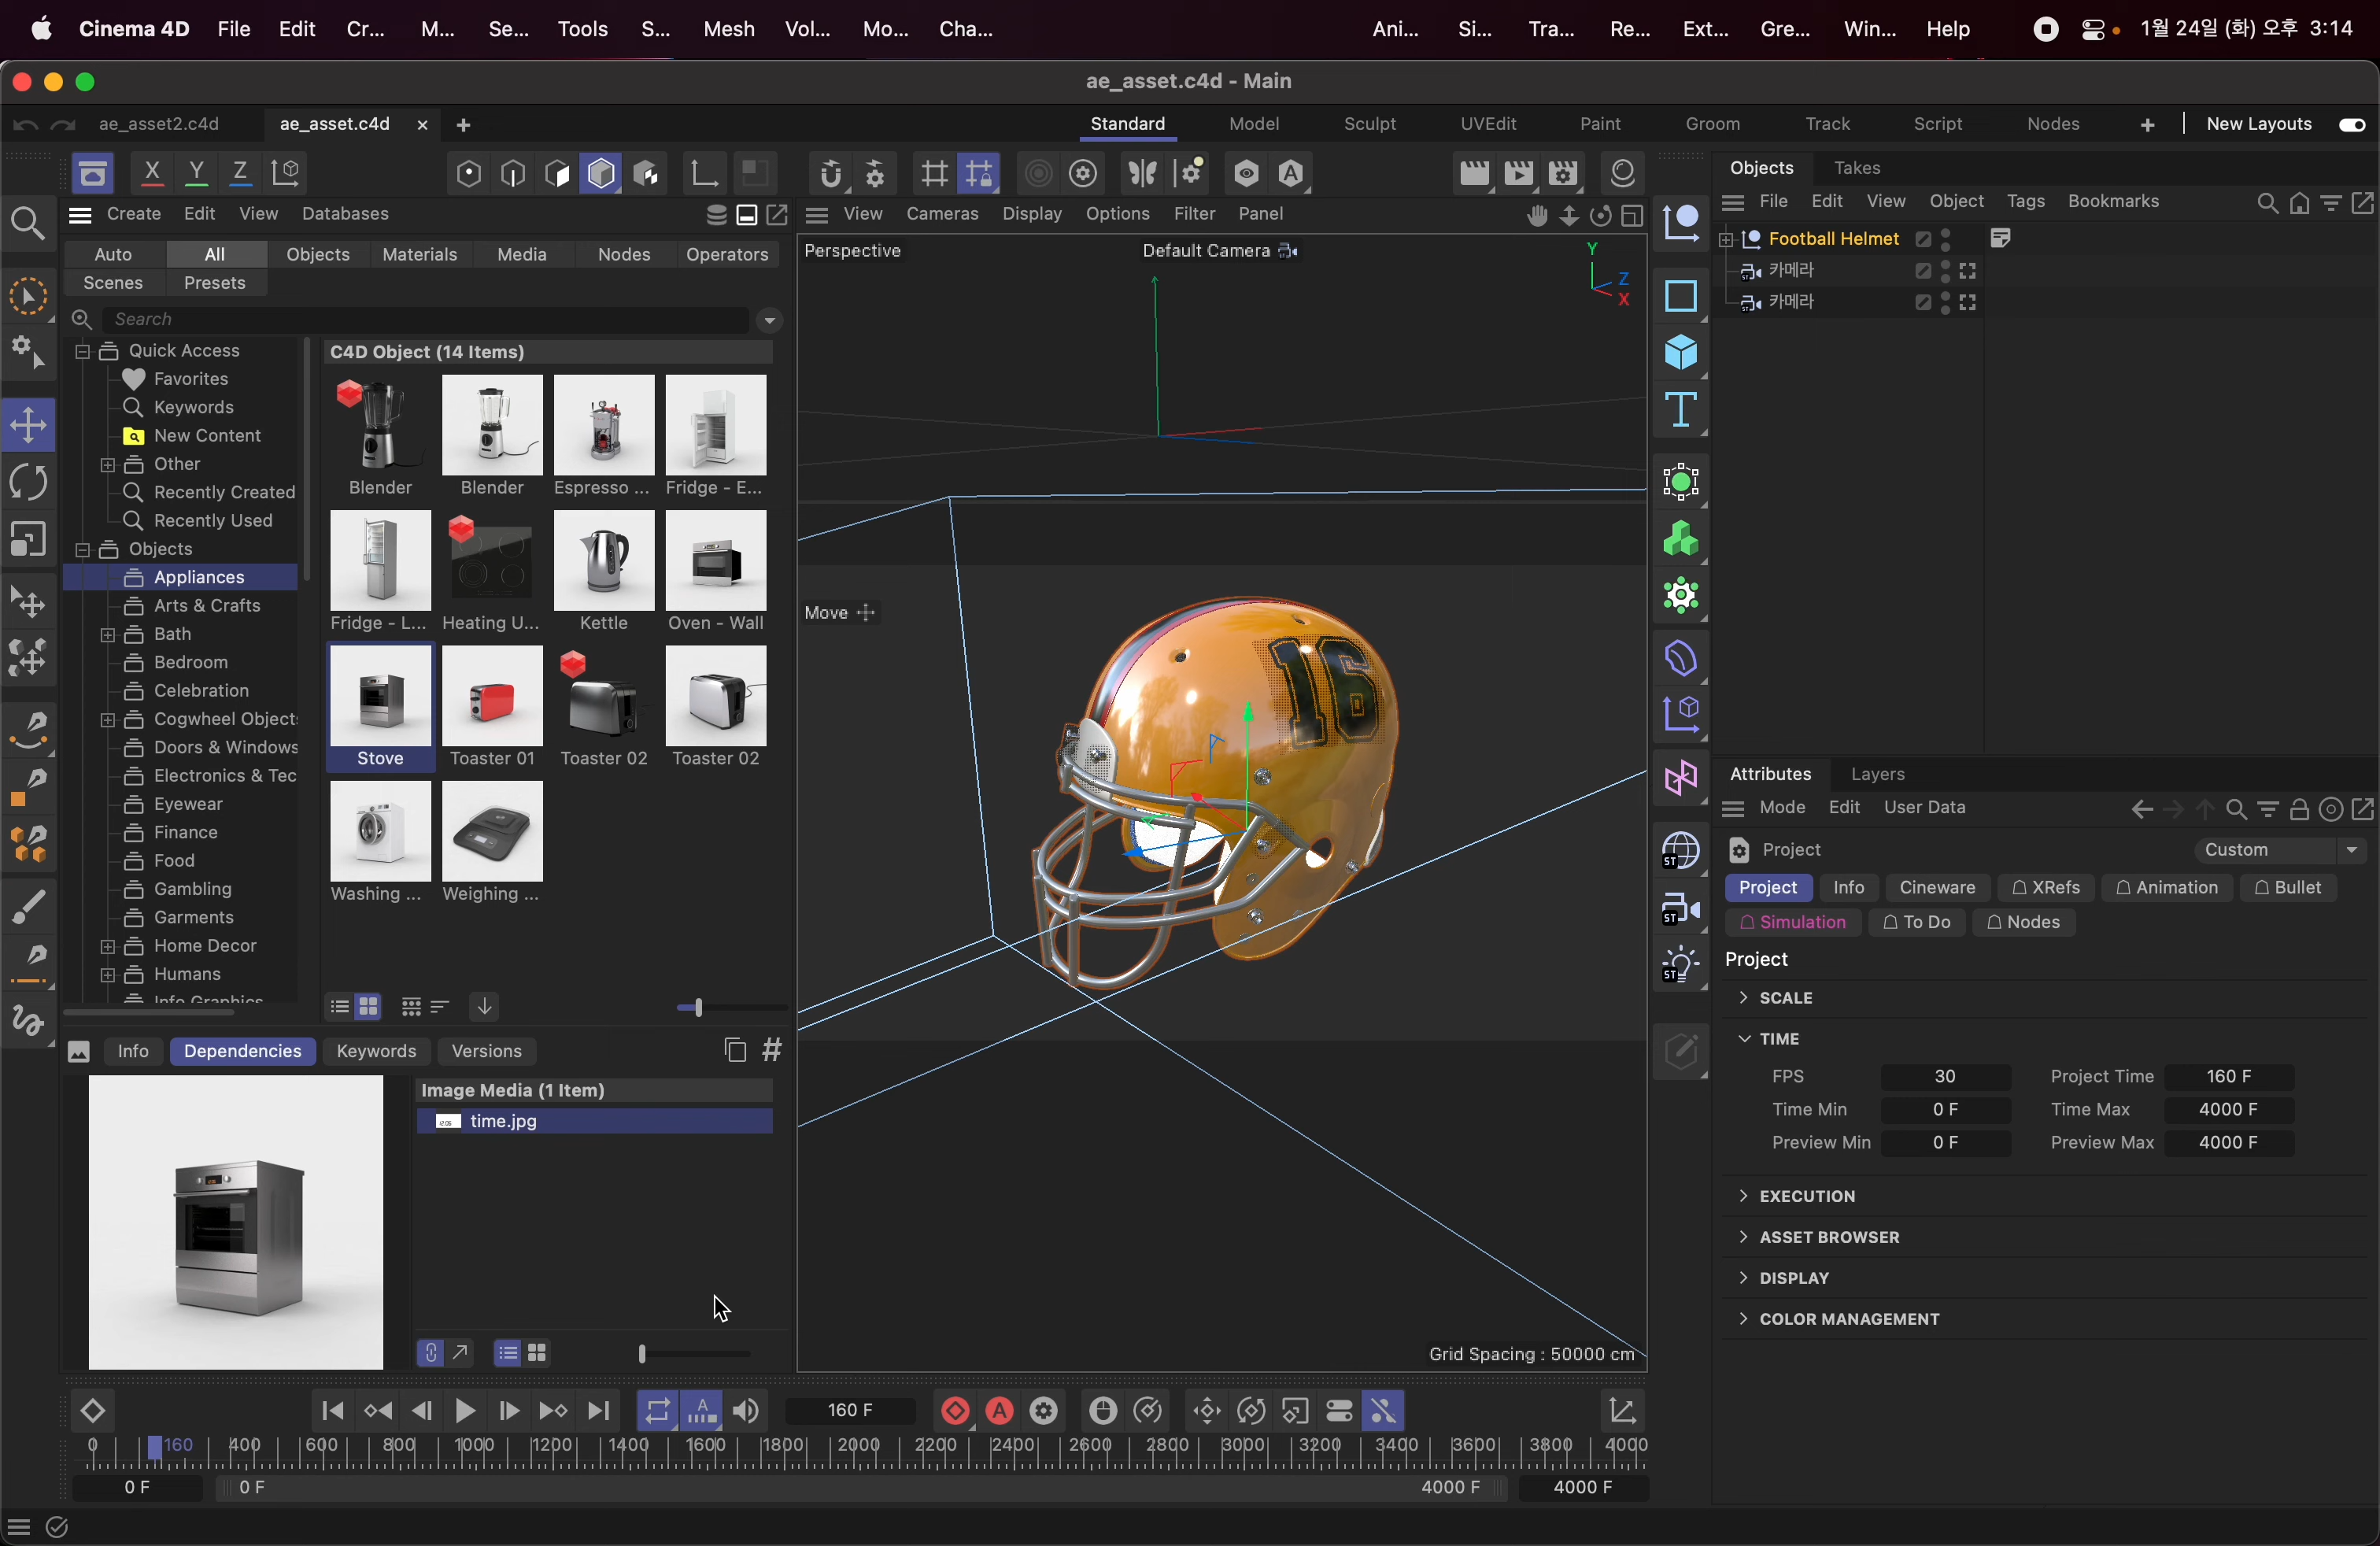 Cinema 4D File Edit Cr... M... Se... Tools S... Mesh Vol... Mo... Cha... Ani... Si... Tra... Re... Ext... Gre... Win... Help 1월 24일 (화) 오후 3:14
ae_asset.c4d - Main
ae_asset2.c4d ae_asset.c4d Standard Model Sculpt UVEdit Paint Groom Track Script Nodes New Layouts
X Y Z
Create Edit View Databases
Auto All Objects Materials Media Nodes Operators
Scenes Presets
Search
Quick Access
Favorites
Keywords
New Content
Other
Recently Created
Recently Used
Objects
Appliances
Arts & Crafts
Bath
Bedroom
Celebration
Cogwheel Object
Doors & Windows
Electronics & Tec
Eyewear
Finance
Food
Gambling
Garments
Home Decor
Humans
Info Graphics
C4D Object (14 Items)
Blender Blender Espresso ... Fridge - E...
Fridge - L... Heating U... Kettle Oven - Wall
Stove Toaster 01 Toaster 02 Toaster 02
Washing ... Weighing ...
Info Dependencies Keywords Versions
Image Media (1 Item)
time.jpg
View Cameras Display Options Filter Panel
Perspective Default Camera
Y
Z
X
Move
16
Grid Spacing : 50000 cm
Objects Takes
File Edit View Object Tags Bookmarks
Football Helmet
카메라
카메라
Attributes Layers
Mode Edit User Data
Project Custom
Project Info Cineware XRefs Animation Bullet
Simulation To Do Nodes
Project
SCALE
TIME
FPS 30 Project Time 160 F
Time Min 0 F Time Max 4000 F
Preview Min 0 F Preview Max 4000 F
EXECUTION
ASSET BROWSER
DISPLAY
COLOR MANAGEMENT
160 F
0 160 400 600 800 1000 1200 1400 1600 1800 2000 2200 2400 2600 2800 3000 3200 3400 3600 3800 4000
0 F 0 F 4000 F 4000 F